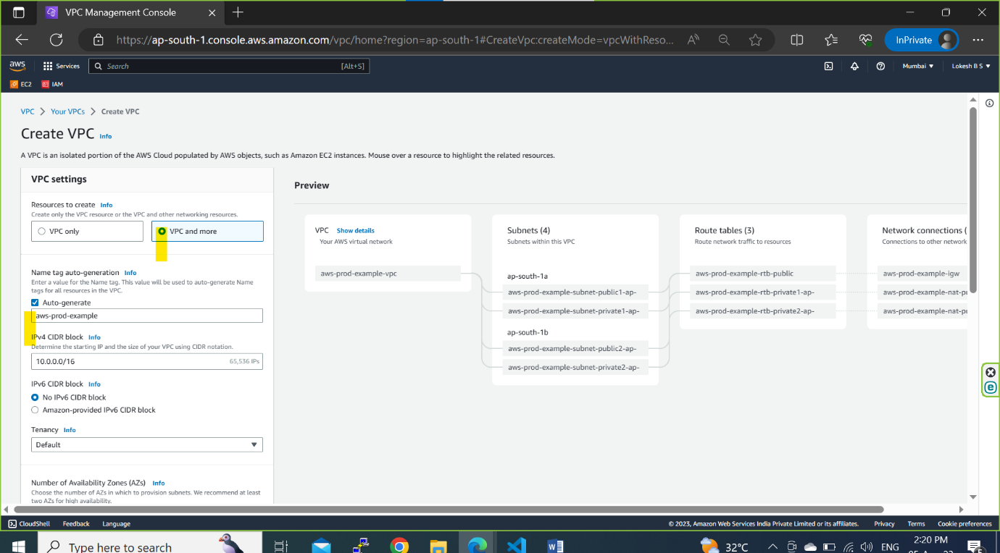 VPC Management Console
https://ap-south-1.console.aws.amazon.com/vpc/home?region=ap-south-1#CreateVpc:createMode=vpcWithReso...
InPrivate
aws
Services
Search
[Alt+S]
Mumbai
Lokesh B S
EC2
IAM
VPC > Your VPCs > Create VPC
Create VPC Info
A VPC is an isolated portion of the AWS Cloud populated by AWS objects, such as Amazon EC2 instances. Mouse over a resource to highlight the related resources.
VPC settings
Resources to create Info
Create only the VPC resource or the VPC and other networking resources.
VPC only
VPC and more
Name tag auto-generation Info
Enter a value for the Name tag. This value will be used to auto-generate Name
tags for all resources in the VPC.
Auto-generate
aws-prod-example
IPv4 CIDR block Info
Determine the starting IP and the size of your VPC using CIDR notation.
10.0.0.0/16
65,536 IPs
IPv6 CIDR block Info
No IPv6 CIDR block
Amazon-provided IPv6 CIDR block
Tenancy Info
Default
Number of Availability Zones (AZs) Info
Choose the number of AZs in which to provision subnets. We recommend at least
two AZs for high availability.
Preview
VPC Show details
Your AWS virtual network
aws-prod-example-vpc
Subnets (4)
Subnets within this VPC
ap-south-1a
aws-prod-example-subnet-public1-ap-
aws-prod-example-subnet-private1-ap-
ap-south-1b
aws-prod-example-subnet-public2-ap-
aws-prod-example-subnet-private2-ap-
Route tables (3)
Route network traffic to resources
aws-prod-example-rtb-public
aws-prod-example-rtb-private1-ap-
aws-prod-example-rtb-private2-ap-
Network connections (
Connections to other network
aws-prod-example-igw
aws-prod-example-nat-pu
aws-prod-example-nat-pu
CloudShell
Feedback
Language
© 2023, Amazon Web Services India Private Limited or its affiliates.
Privacy
Terms
Cookie preferences
Type here to search
32°C
ENG
2:20 PM